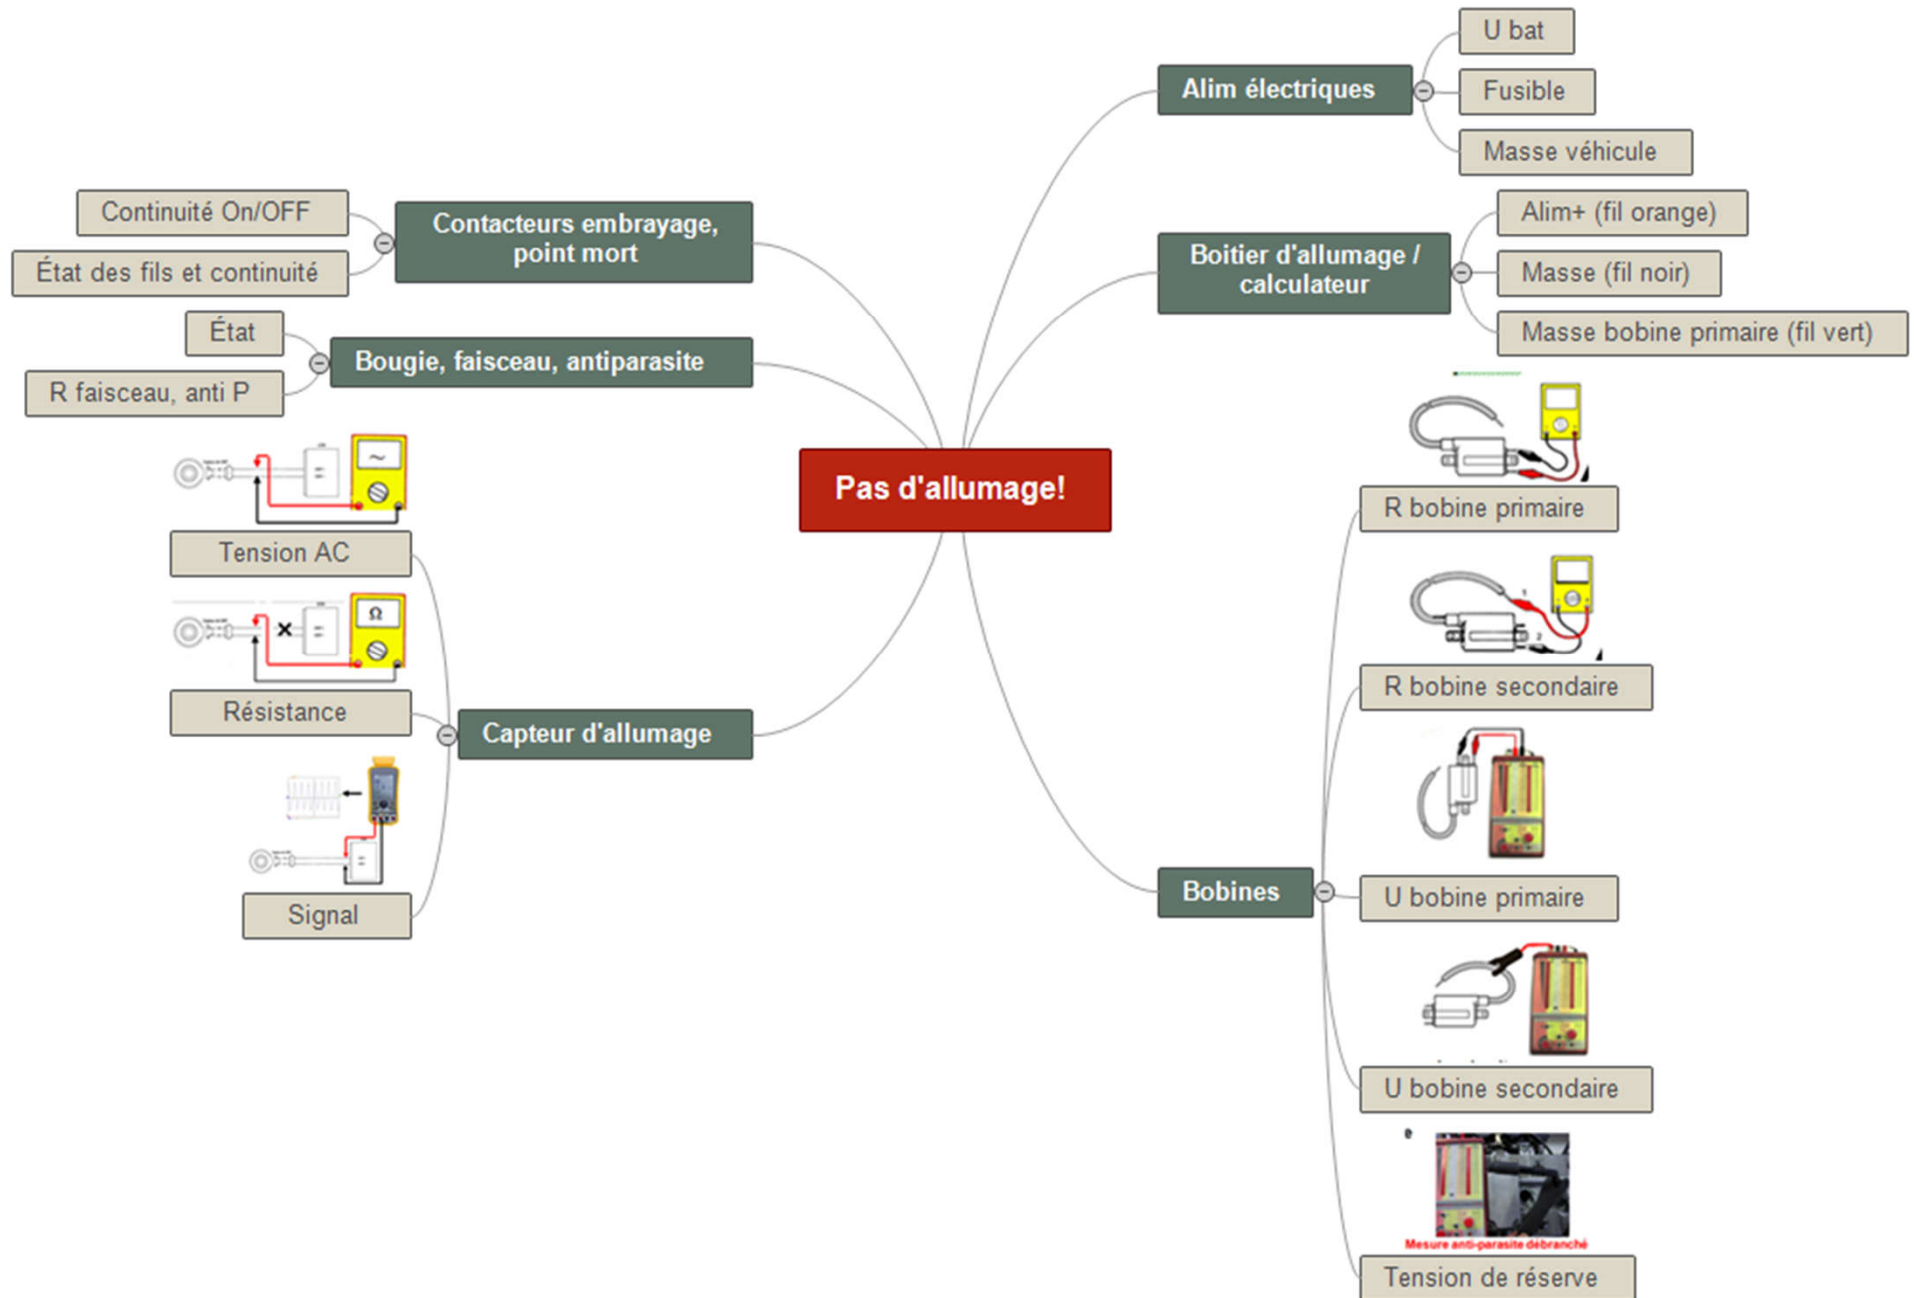 Pas d'allumage!
Alim électriques
U bat
Fusible
Masse véhicule
Boitier d'allumage /
calculateur
Alim+ (fil orange)
Masse (fil noir)
Masse bobine primaire (fil vert)
Bobines
R bobine primaire
1
2
R bobine secondaire
U bobine primaire
U bobine secondaire
e
Mesure anti-parasite débranché
Tension de réserve
Contacteurs embrayage,
point mort
Continuité On/OFF
État des fils et continuité
Bougie, faisceau, antiparasite
État
R faisceau, anti P
Capteur d'allumage
~
Tension AC
Ω
Résistance
Signal